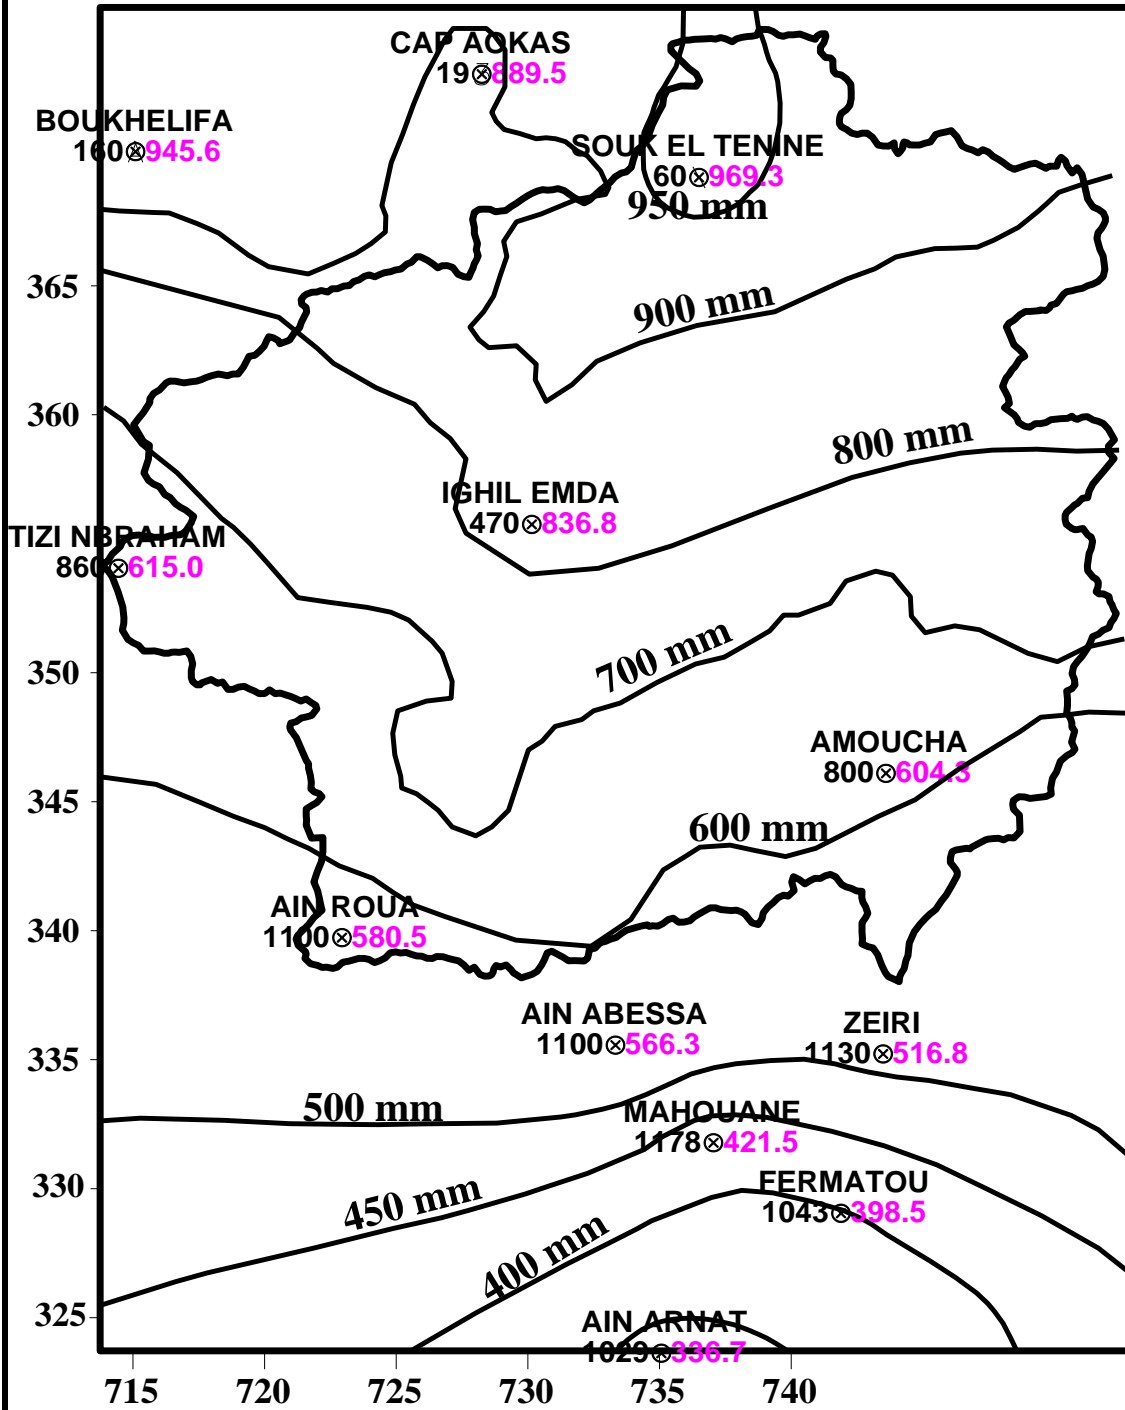 CAP AOKAS
19 889.5
BOUKHELIFA
160 945.6
SOUK EL TENINE
60 969.3
950 mm
365
900 mm
360
800 mm
IGHIL EMDA
470 836.8
TIZI NBRAHAM
860 615.0
700 mm
350
AMOUCHA
800 604.3
345
600 mm
AIN ROUA
1100 580.5
340
AIN ABESSA
1100 566.3
ZEIRI
1130 516.8
335
500 mm
MAHOUANE
1178 421.5
330
FERMATOU
1043 398.5
450 mm
400 mm
325
AIN ARNAT
1029 336.7
715 720 725 730 735 740